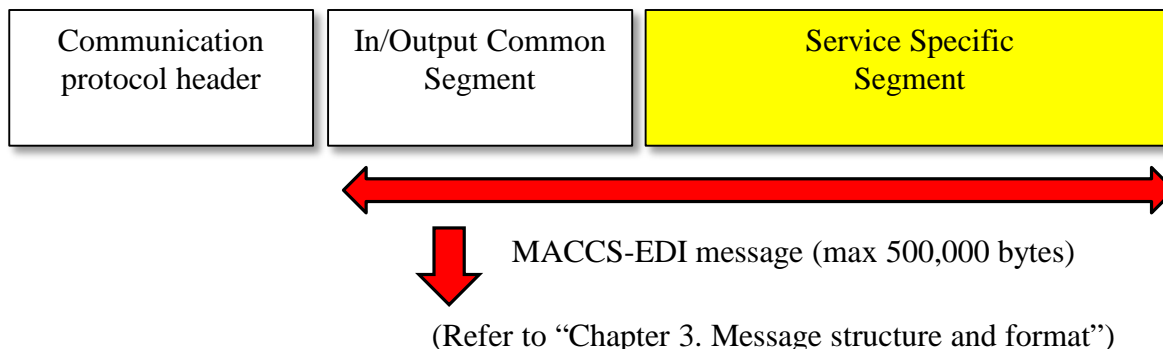 Communication
protocol header
In/Output Common
Segment
Service Specific
Segment
MACCS-EDI message (max 500,000 bytes)
(Refer to “Chapter 3. Message structure and format”)